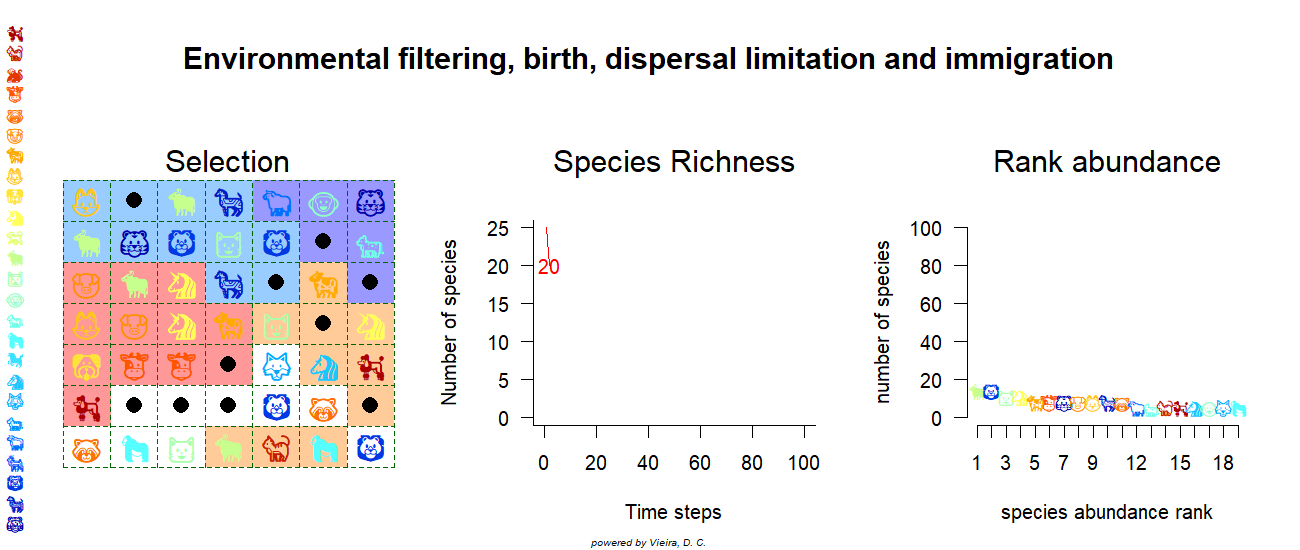 Environmental filtering, birth, dispersal limitation and immigration
Selection
Species Richness
Number of species
25
20
15
10
5
0
20
0 20 40 60 80 100
Time steps
Rank abundance
number of species
100
80
60
40
20
0
1 3 5 7 9 12 15 18
species abundance rank
powered by Vieira, D. C.